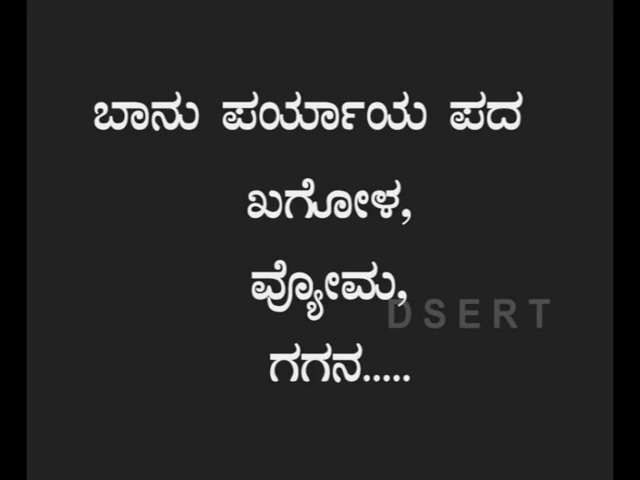 ಬಾನು ಪರ್ಯಾಯ ಪದ
ಖಗೋಳ,
ವ್ಯೋಮ,
DSERT
ಗಗನ.....